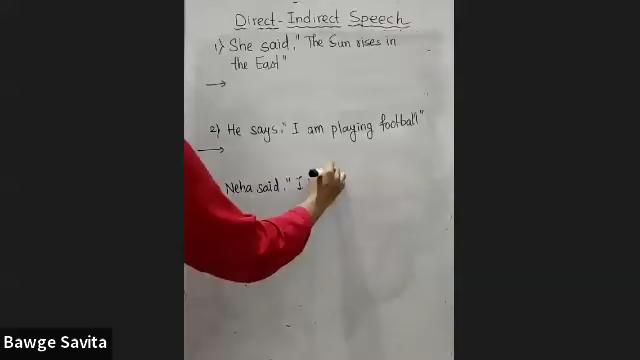 Direct-Indirect Speech
1) She said, "The Sun rises in
the East"
→
2) He says, "I am playing football"
→
Neha said, "I
Bawge Savita